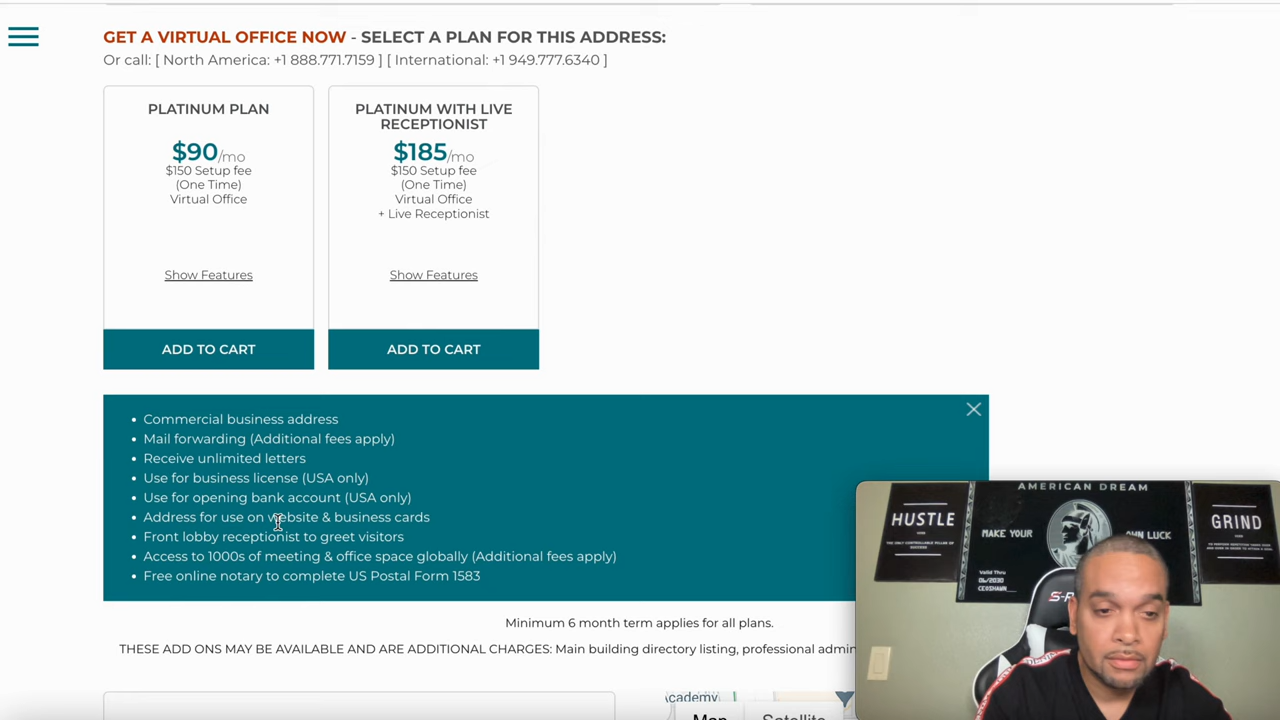 GET A VIRTUAL OFFICE NOW - SELECT A PLAN FOR THIS ADDRESS:
Or call: [ North America: +1 888.771.7159 ] [ International: +1 949.777.6340 ]
PLATINUM PLAN
$90/mo
$150 Setup fee
(One Time)
Virtual Office
Show Features
ADD TO CART
PLATINUM WITH LIVE
RECEPTIONIST
$185/mo
$150 Setup fee
(One Time)
Virtual Office
+ Live Receptionist
Show Features
ADD TO CART
• Commercial business address
• Mail forwarding (Additional fees apply)
• Receive unlimited letters
• Use for business license (USA only)
• Use for opening bank account (USA only)
• Address for use on website & business cards
• Front lobby receptionist to greet visitors
• Access to 1000s of meeting & office space globally (Additional fees apply)
• Free online notary to complete US Postal Form 1583
Minimum 6 month term applies for all plans.
THESE ADD ONS MAY BE AVAILABLE AND ARE ADDITIONAL CHARGES: Main building directory listing, professional admin
cademy
Map
Satellite
AMERICAN DREAM
HUSTLE
MAKE YOUR
OWN LUCK
GRIND
Valid Thru